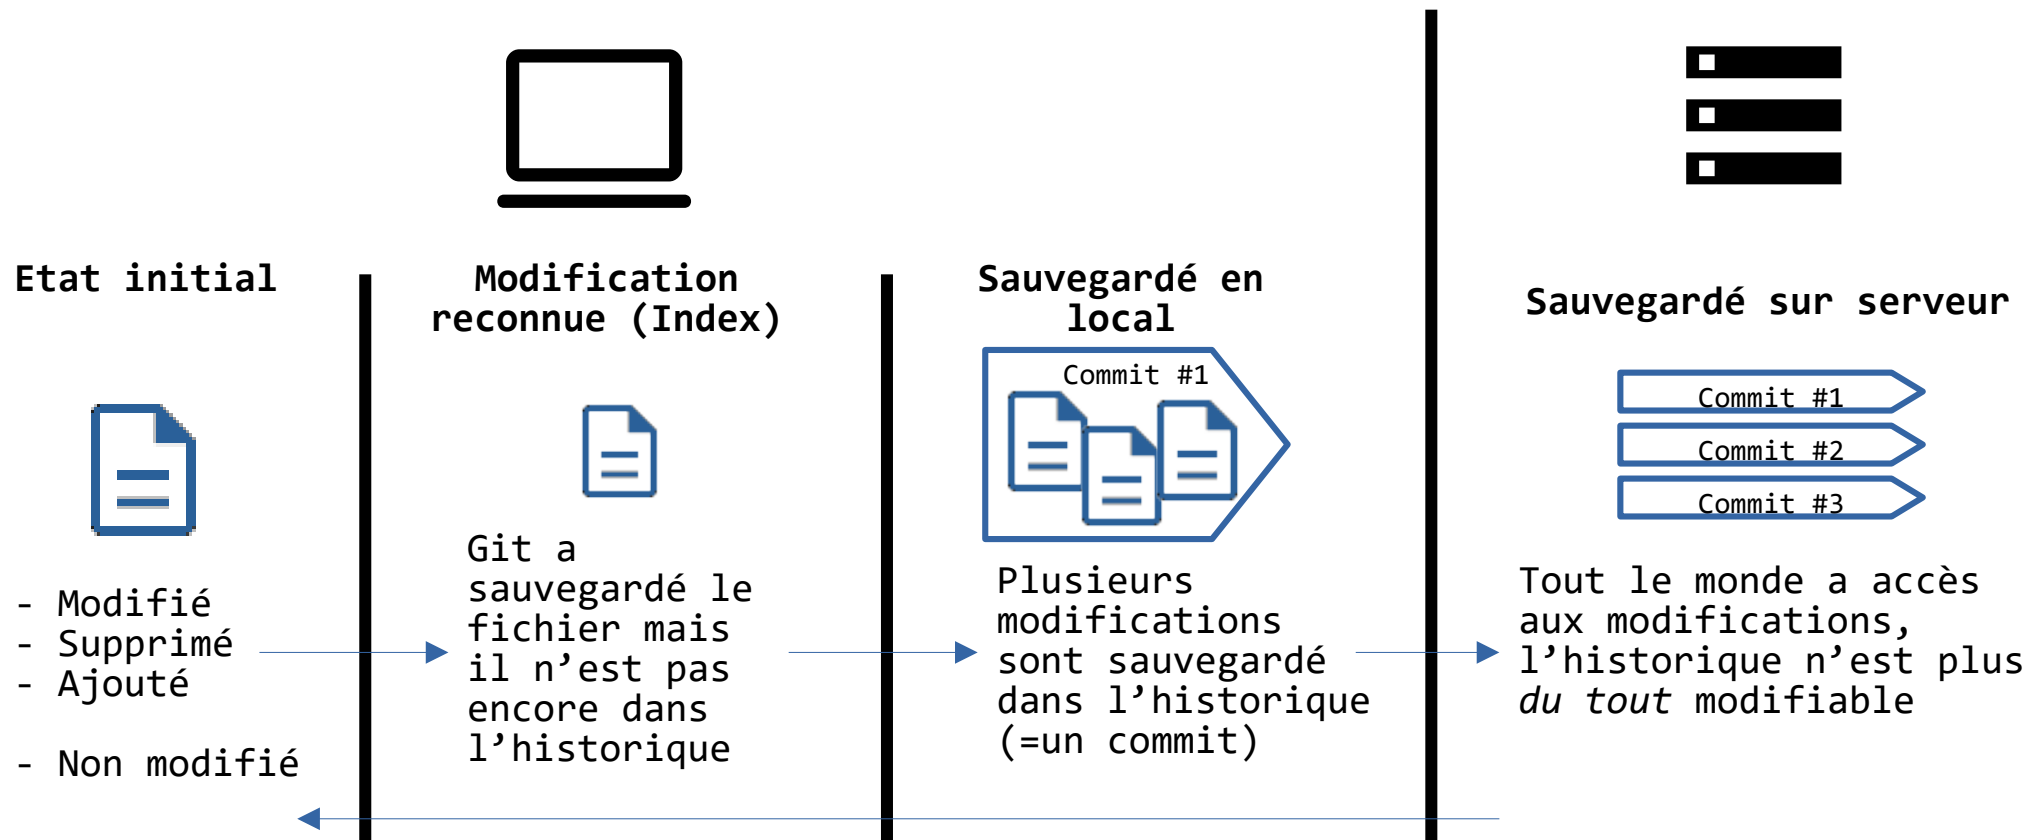 Etat initial
- Modifié
- Supprimé
- Ajouté
- Non modifié
Modification
reconnue (Index)
Git a
sauvegardé le
fichier mais
il n’est pas
encore dans
l’historique
Sauvegardé en
local
Commit #1
Plusieurs
modifications
sont sauvegardé
dans l’historique
(=un commit)
Sauvegardé sur serveur
Commit #1
Commit #2
Commit #3
Tout le monde a accès
aux modifications,
l’historique n’est plus
du tout modifiable